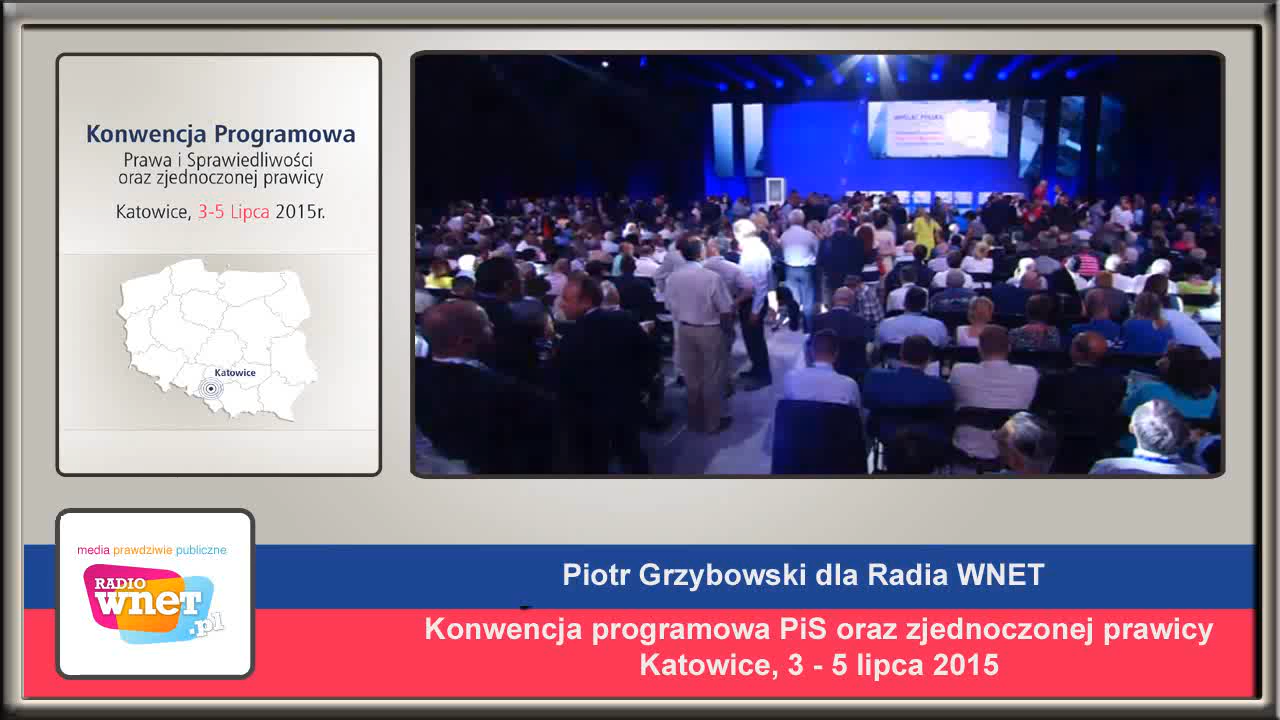 Konwencja Programowa
Prawa i Sprawiedliwości
oraz zjednoczonej prawicy
Katowice, 3-5 Lipca 2015r.
Katowice
media prawdziwie publiczne
RADIO
wnet
.pl
Piotr Grzybowski dla Radia WNET
Konwencja programowa PiS oraz zjednoczonej prawicy
Katowice, 3 - 5 lipca 2015